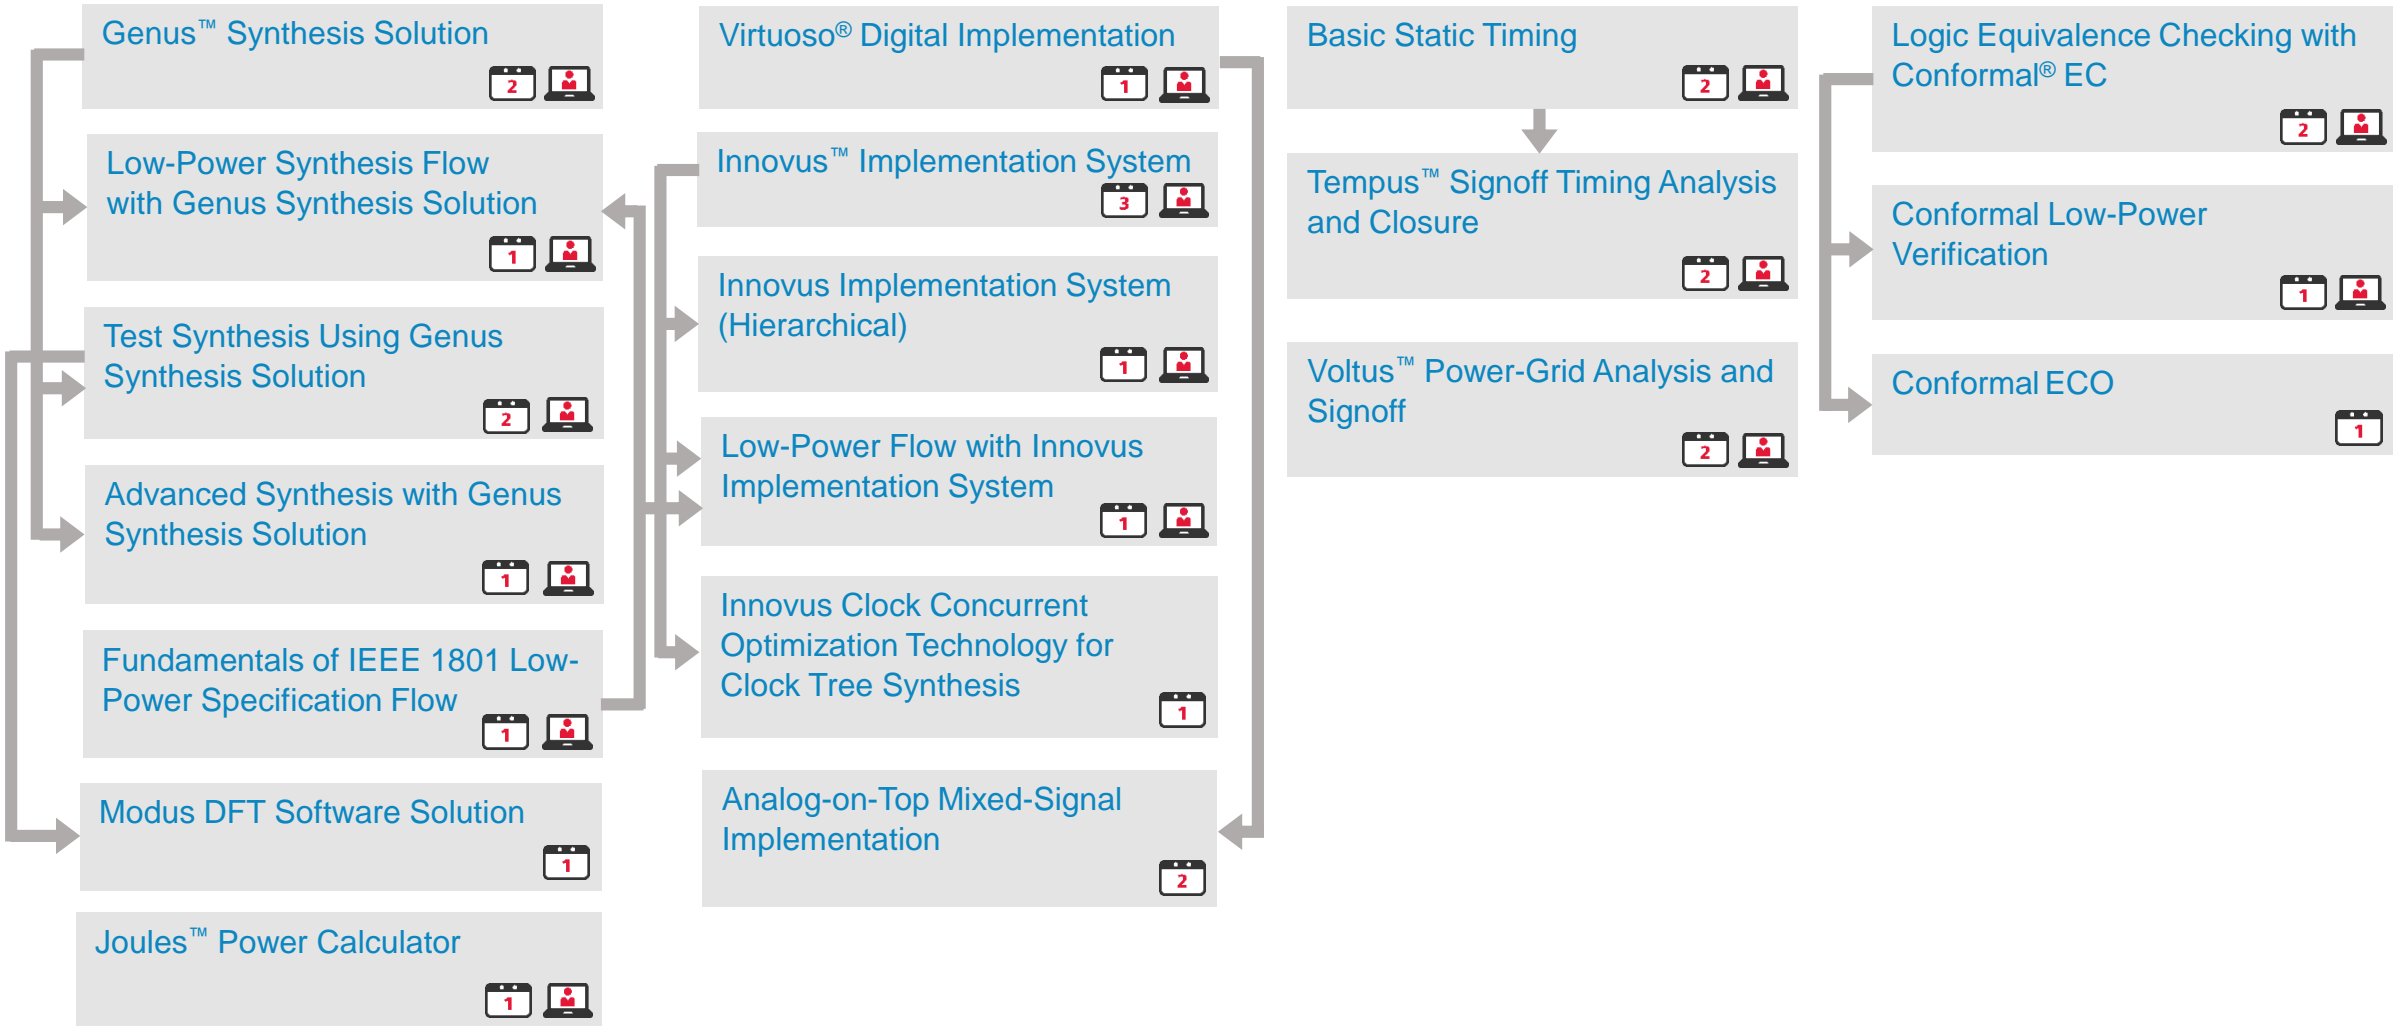 Genus™ Synthesis Solution
2
Low-Power Synthesis Flow
with Genus Synthesis Solution
1
Test Synthesis Using Genus
Synthesis Solution
2
Advanced Synthesis with Genus
Synthesis Solution
1
Fundamentals of IEEE 1801 Low-
Power Specification Flow
1
Modus DFT Software Solution
1
Joules™ Power Calculator
1
Virtuoso® Digital Implementation
1
Innovus™ Implementation System
3
Innovus Implementation System
(Hierarchical)
1
Low-Power Flow with Innovus
Implementation System
1
Innovus Clock Concurrent
Optimization Technology for
Clock Tree Synthesis
1
Analog-on-Top Mixed-Signal
Implementation
2
Basic Static Timing
2
Tempus™ Signoff Timing Analysis
and Closure
2
Voltus™ Power-Grid Analysis and
Signoff
2
Logic Equivalence Checking with
Conformal® EC
2
Conformal Low-Power
Verification
1
Conformal ECO
1